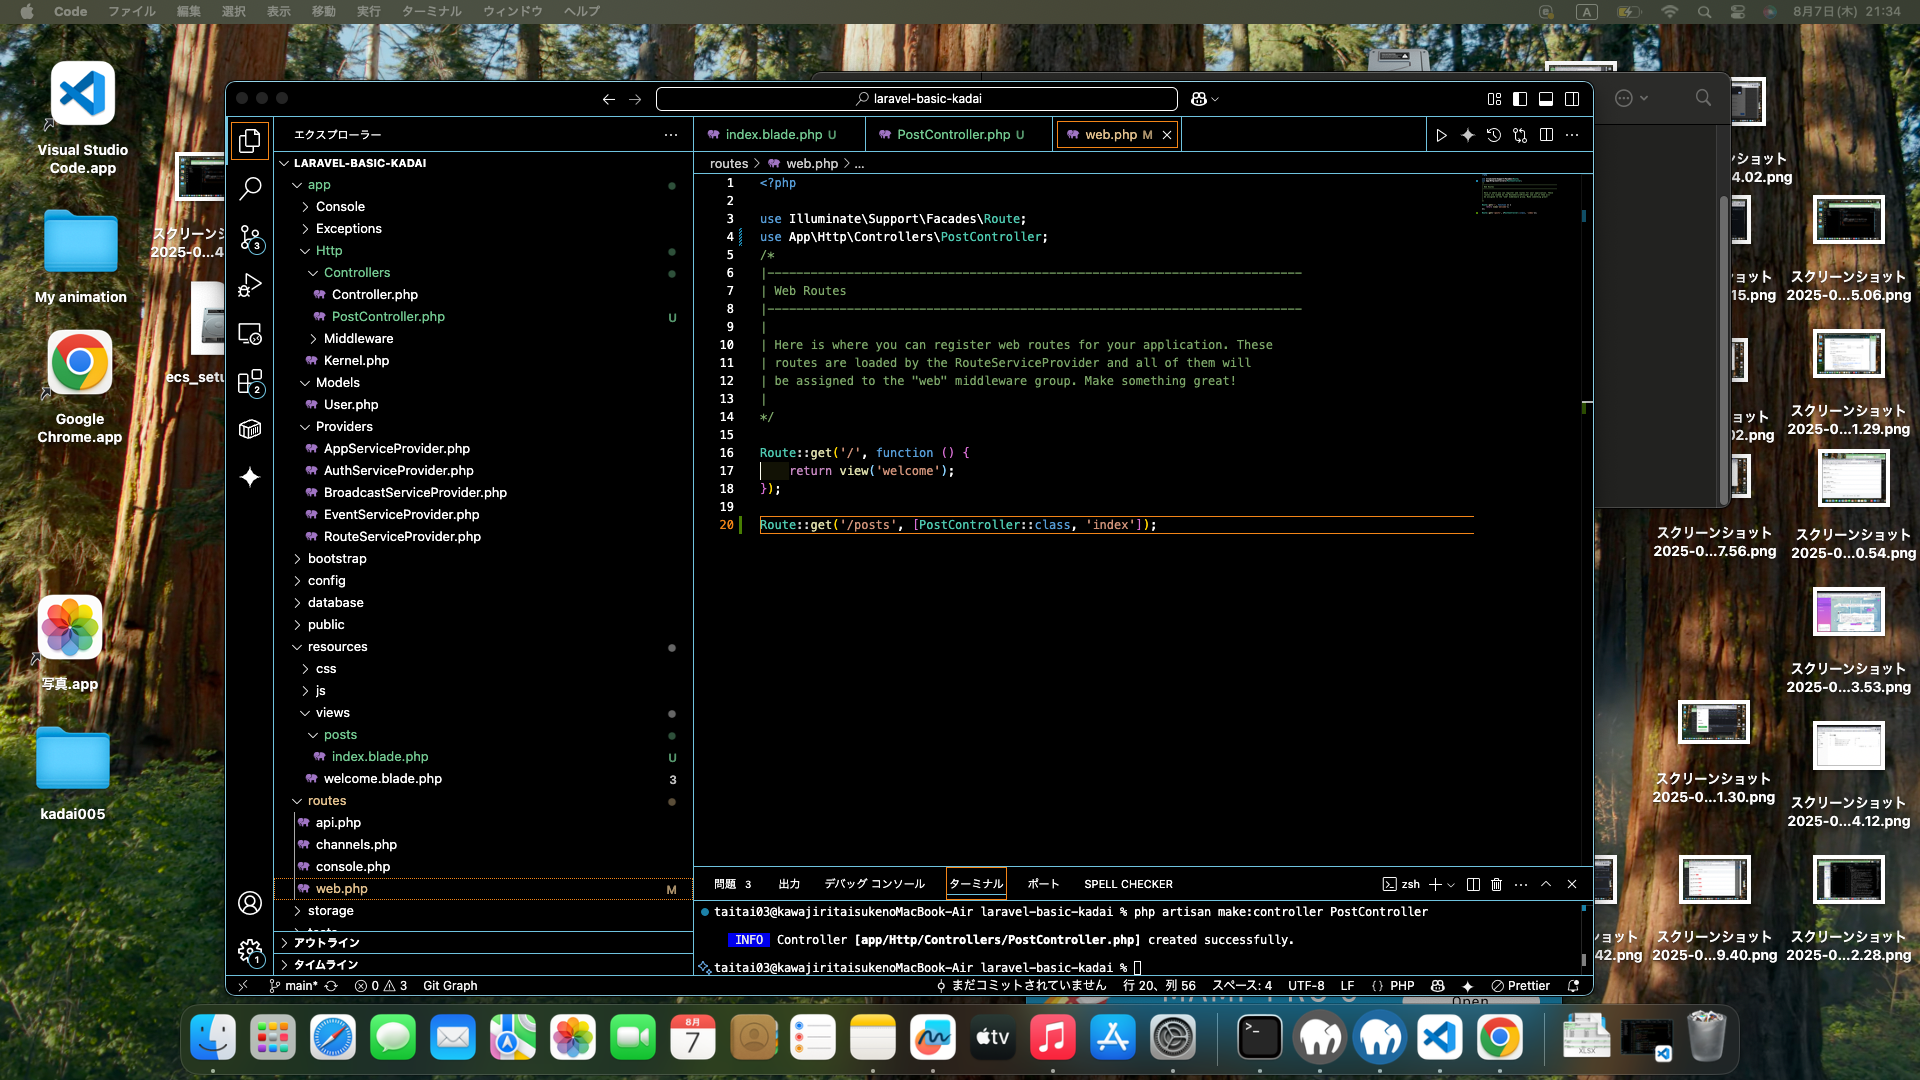 Code ファイル 編集 選択 表示 移動 実行 ターミナル ウィンドウ ヘルプ
A 8月7日(木) 21:34
Visual Studio
Code.app
My animation
Google
Chrome.app
写真.app
kadai005
スクリーンシ
2025-0...4
ecs_setu
laravel-basic-kadai
エクスプローラー
LARAVEL-BASIC-KADAI
app
Console
Exceptions
Http
Controllers
Controller.php
PostController.php U
Middleware
Kernel.php
Models
User.php
Providers
AppServiceProvider.php
AuthServiceProvider.php
BroadcastServiceProvider.php
EventServiceProvider.php
RouteServiceProvider.php
bootstrap
config
database
public
resources
css
js
views
posts
index.blade.php U
welcome.blade.php 3
routes
api.php
channels.php
console.php
web.php M
storage
アウトライン
タイムライン
3
2
1
index.blade.php U PostController.php U web.php M
routes > web.php > ...
1 <?php
2
3 use Illuminate\Support\Facades\Route;
4 use App\Http\Controllers\PostController;
5 /*
6 |--------------------------------------------------------------------------
7 | Web Routes
8 |--------------------------------------------------------------------------
9 |
10 | Here is where you can register web routes for your application. These
11 | routes are loaded by the RouteServiceProvider and all of them will
12 | be assigned to the "web" middleware group. Make something great!
13 |
14 */
15
16 Route::get('/', function () {
17 return view('welcome');
18 });
19
20 Route::get('/posts', [PostController::class, 'index']);
問題 3 出力 デバッグ コンソール ターミナル ポート SPELL CHECKER zsh
taitai03@kawajiritaisukenoMacBook-Air laravel-basic-kadai % php artisan make:controller PostController
INFO Controller [app/Http/Controllers/PostController.php] created successfully.
taitai03@kawajiritaisukenoMacBook-Air laravel-basic-kadai %
main* 0 3 Git Graph まだコミットされていません 行 20、列 56 スペース: 4 UTF-8 LF {} PHP Prettier
ショット
4.02.png
ョット
15.png
スクリーンショット
2025-0...5.06.png
ョット
02.png
スクリーンショット
2025-0...1.29.png
スクリーンショット
2025-0...7.56.png
スクリーンショット
2025-0...0.54.png
スクリーンショット
2025-0...3.53.png
スクリーンショット
2025-0...1.30.png
スクリーンショット
2025-0...4.12.png
ョット
42.png
スクリーンショット
2025-0...9.40.png
スクリーンショット
2025-0...2.28.png
Open
8月
7
tv
XLSX